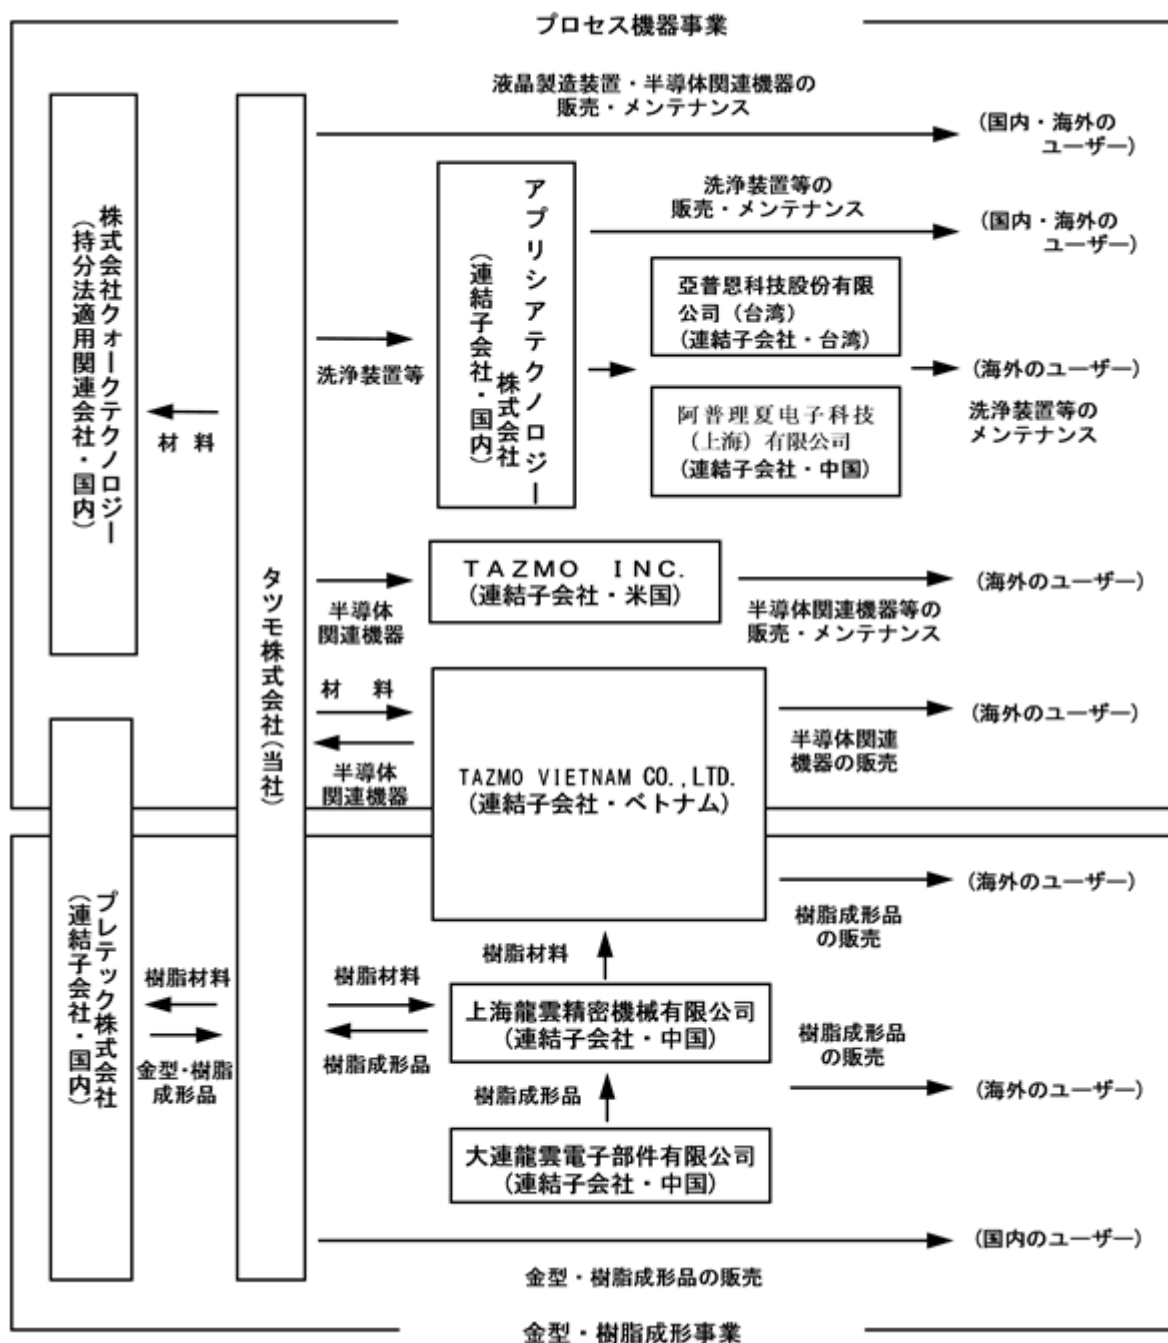 プロセス機器事業
液晶製造装置・半導体関連機器の
販売・メンテナンス
(国内・海外の
ユーザー)
株式会社クォークテクノロジー
(持分法適用関連会社・国内)
材 料
タツモ株式会社(当社)
洗浄装置等
アプリシアテクノロジー
株式会社
(連結子会社・国内)
洗浄装置等の
販売・メンテナンス
(国内・海外の
ユーザー)
亞普恩科技股份有限
公司(台湾)
(連結子会社・台湾)
阿普理夏电子科技
(上海)有限公司
(連結子会社・中国)
(海外のユーザー)
洗浄装置等の
メンテナンス
半導体
関連機器
TAZMO INC.
(連結子会社・米国)
半導体関連機器等の
販売・メンテナンス
(海外のユーザー)
材 料
半導体
関連機器
TAZMO VIETNAM CO.,LTD.
(連結子会社・ベトナム)
半導体関連
機器の販売
(海外のユーザー)
樹脂成形品
の販売
(海外のユーザー)
プレテック株式会社
(連結子会社・国内)
樹脂材料
金型・樹脂
成形品
樹脂材料
樹脂成形品
樹脂材料
上海龍雲精密機械有限公司
(連結子会社・中国)
樹脂成形品
の販売
(海外のユーザー)
樹脂成形品
大連龍雲電子部件有限公司
(連結子会社・中国)
(国内のユーザー)
金型・樹脂成形品の販売
金型・樹脂成形事業